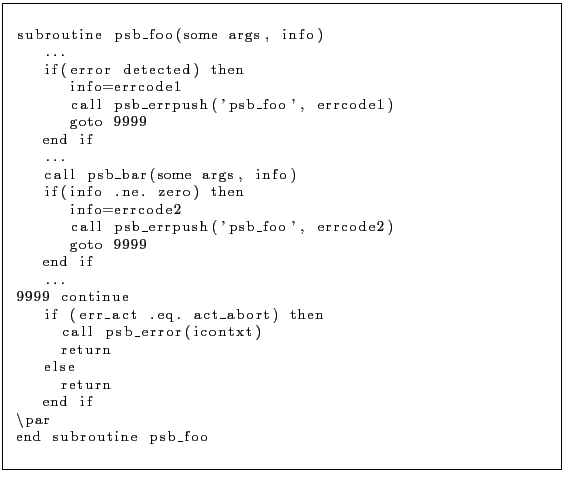 subroutine psb_foo(some args, info)
...
if(error detected) then
info=errcode1
call psb_errpush('psb_foo', errcode1)
goto 9999
end if
...
call psb_bar(some args, info)
if(info .ne. zero) then
info=errcode2
call psb_errpush('psb_foo', errcode2)
goto 9999
end if
...
9999 continue
if (err_act .eq. act_abort) then
call psb_error(icontxt)
return
else
return
end if
\par
end subroutine psb_foo